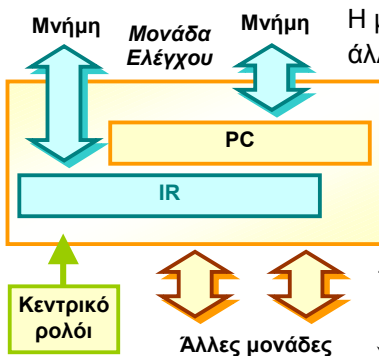 Μνήμη
Μονάδα
Ελέγχου
Μνήμη
Η
PC
IR
Κεντρικό
ρολόι
Άλλες μονάδες